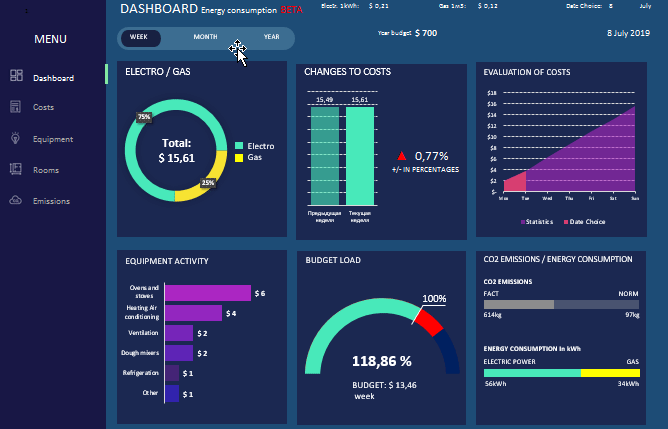 DASHBOARD Energy consumption BETA
Electr. 1kWh: $ 0,21 Gas 1м3: $ 0,12 Date Choice: 8 July
MENU
WEEK MONTH YEAR
Year budget: $ 700
8 July 2019
Dashboard
Costs
Equipment
Rooms
Emissions
ELECTRO / GAS
75%
Total:
$ 15,61
25%
Electro
Gas
CHANGES TO COSTS
15,49 15,61
Предыдущая
неделя
Текущая
неделя
0,77%
+/- IN PERCENTAGES
EVALUATION OF COSTS
$18
$16
$14
$12
$10
$8
$6
$4
$2
$-
Mon Tue Wed Thu Fri Sat Sun
Statistics Date Choice
EQUIPMENT ACTIVITY
Ovens and
stoves
$ 6
Heating Air
conditioning
$ 4
Ventilation $ 2
Dough mixers $ 2
Refrigeration $ 1
Other $ 1
BUDGET LOAD
100%
118,86 %
BUDGET: $ 13,46
week
CO2 EMISSIONS / ENERGY CONSUMPTION
CO2 EMISSIONS
FACT NORM
614kg 97kg
ENERGY CONSUMPTION In kWh
ELECTRIC POWER GAS
56kWh 34kWh